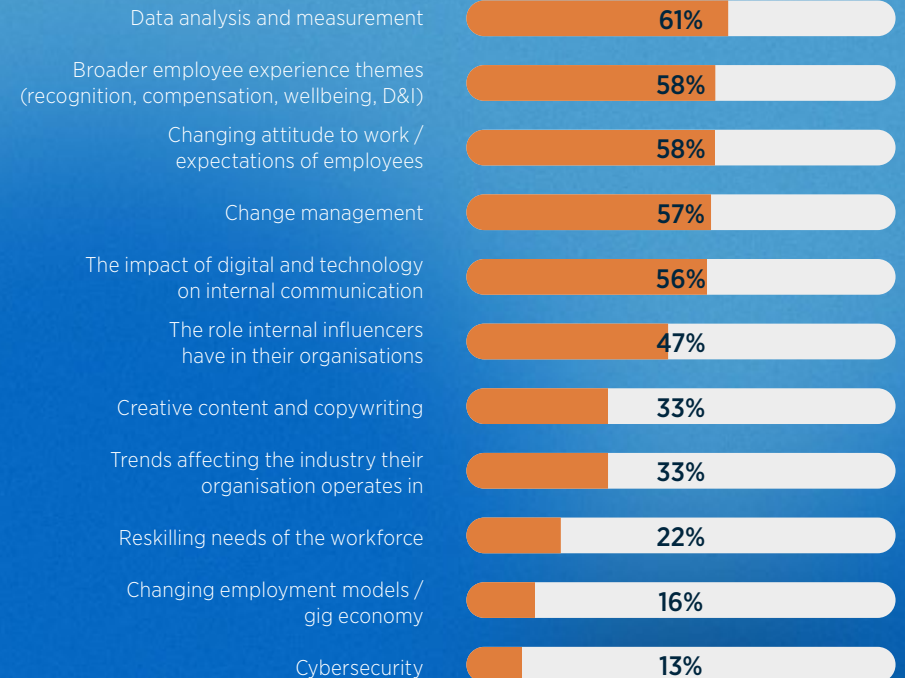 Data analysis and measurement
61%
Broader employee experience themes
(recognition, compensation, wellbeing, D&I)
58%
Changing attitude to work /
expectations of employees
58%
Change management
57%
The impact of digital and technology
on internal communication
56%
The role internal influencers
have in their organisations
47%
Creative content and copywriting
33%
Trends affecting the industry their
organisation operates in
33%
Reskilling needs of the workforce
22%
Changing employment models /
gig economy
16%
Cybersecurity
13%